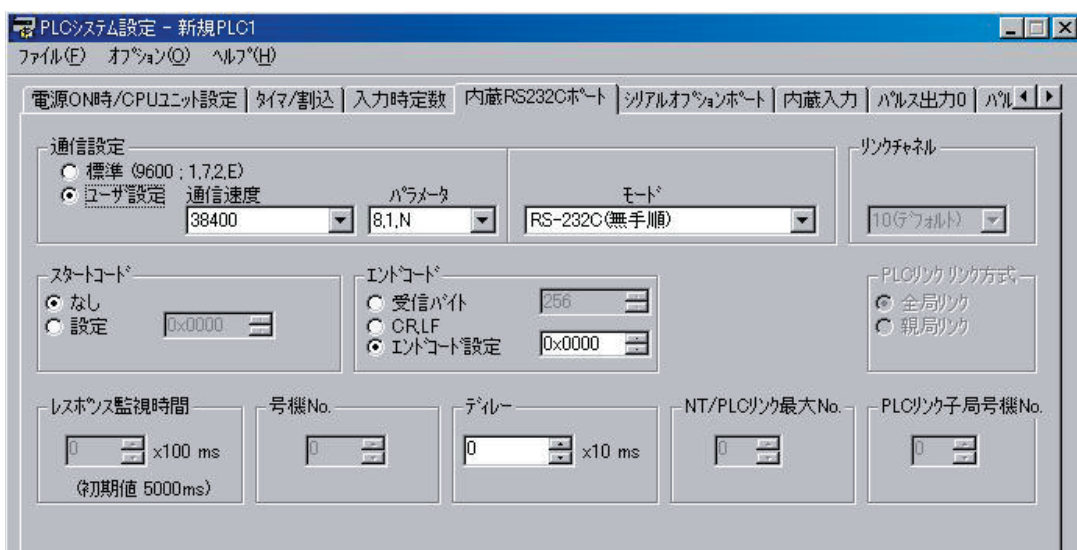 PLCシステム設定 - 新規PLC1
ファイル(F) オプション(O) ヘルプ(H)
電源ON時/CPUユニット設定 タイマ/割込 入力時定数 内蔵RS232Cポート シリアルオプションポート 内蔵入力 パルス出力0 パル
通信設定 リンクチャネル
標準 (9600 ; 1,7,2,E)
ユーザ設定 通信速度 パラメータ モード
38400 8,1,N RS-232C(無手順) 10(デフォルト)
スタートコード エンドコード PLCリンク リンク方式
なし 受信バイト 256 全局リンク
設定 0x0000 CR,LF 親局リンク
エンドコード設定 0x0000
レスポンス監視時間 号機No. ディレー NT/PLCリンク最大No. PLCリンク子局号機No.
0 x100 ms 0 0 x10 ms 0 0
(初期値 5000ms)